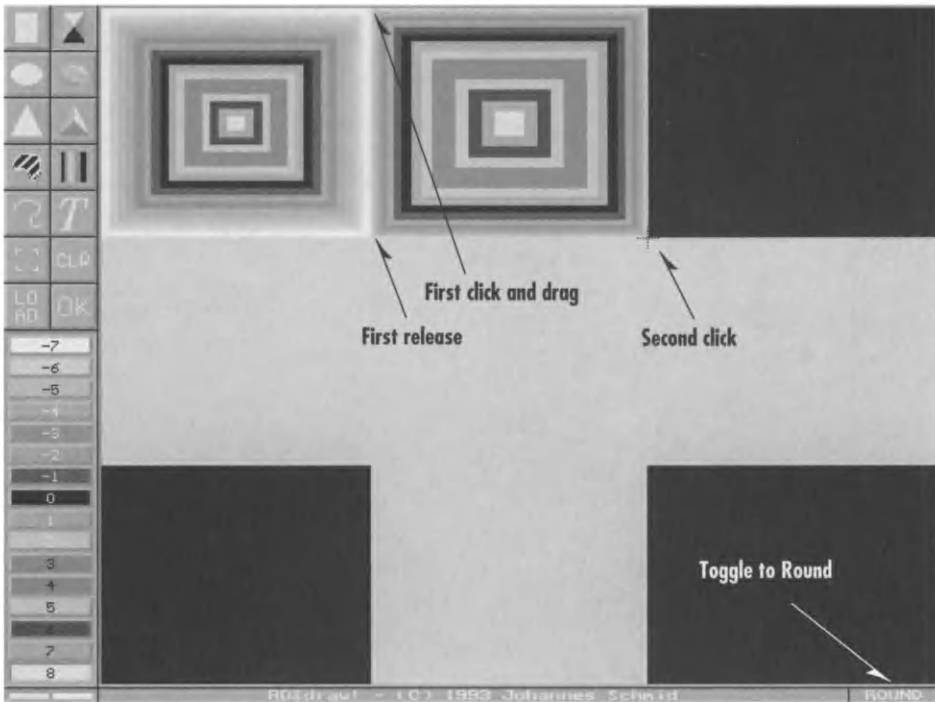 T
CLR
LO
AD
OK
-7
-6
-5
-4
-3
-2
-1
0
1
3
4
5
7
8
First click and drag
First release
Second click
Toggle to Round
- (C) 1993 Johannes Schmid
ROUND